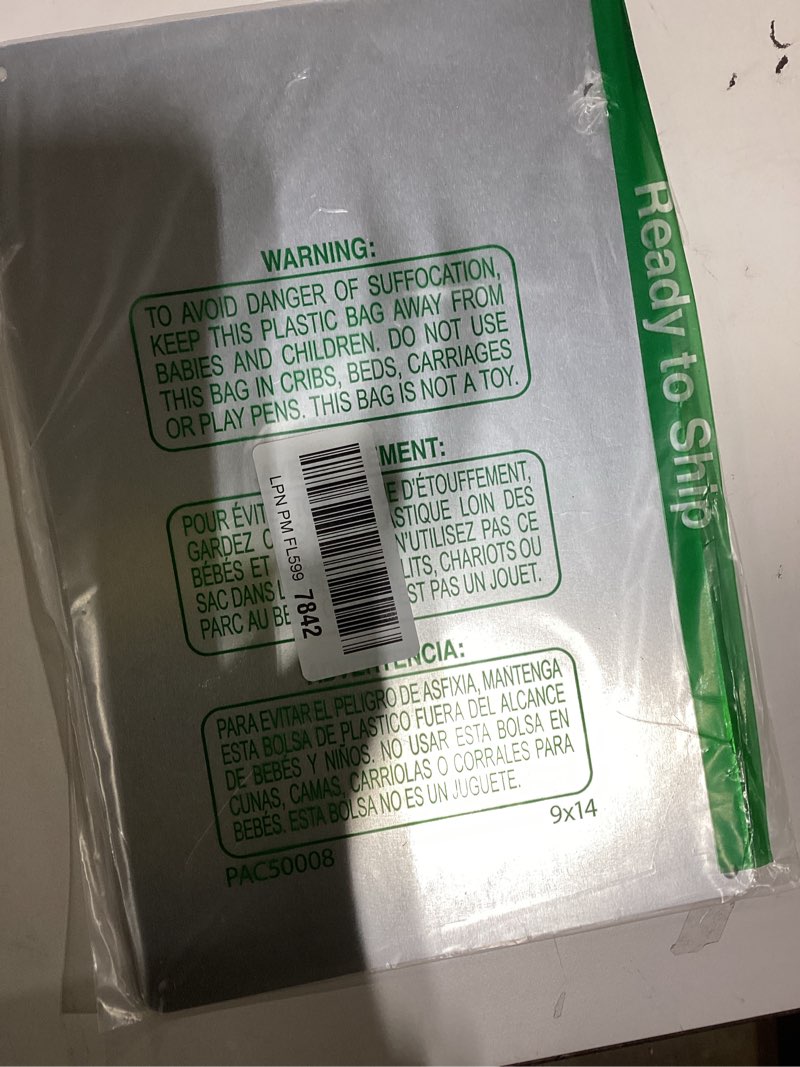 WARNING:
TO AVOID DANGER OF SUFFOCATION,
KEEP THIS PLASTIC BAG AWAY FROM
BABIES AND CHILDREN. DO NOT USE
THIS BAG IN CRIBS, BEDS, CARRIAGES
OR PLAY PENS. THIS BAG IS NOT A TOY.
MENT:
POUR ÉVIT E D'ÉTOUFFEMENT,
GARDEZ ASTIQUE LOIN DES
BÉBÉS ET N'UTILISEZ PAS CE
SAC DANS LITS, CHARIOTS OU
PARC AU BÉ ST PAS UN JOUET.
LPN PM FL599 7842
VERTENCIA:
PARA EVITAR EL PELIGRO DE ASFIXIA, MANTENGA
ESTA BOLSA DE PLASTICO FUERA DEL ALCANCE
DE BEBÉS Y NIÑOS. NO USAR ESTA BOLSA EN
CUNAS, CAMAS, CARRIOLAS O CORRALES PARA
BEBÉS. ESTA BOLSA NO ES UN JUGUETE.
9x14
PAC50008
Ready to Ship